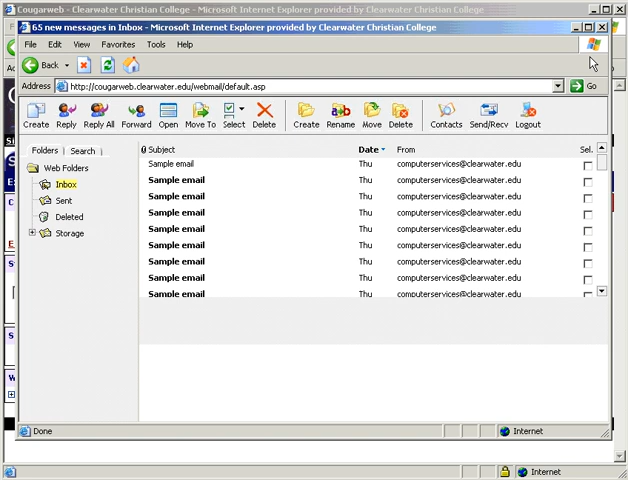 Cougarweb - Clearwater Christian College - Microsoft Internet Explorer provided by Clearwater Christian College
65 new messages in Inbox - Microsoft Internet Explorer provided by Clearwater Christian College
File Edit View Favorites Tools Help
Back
Address http://cougarweb.clearwater.edu/webmail/default.asp Go
Create Reply Reply All Forward Open Move To Select Delete Create Rename Move Delete Contacts Send/Recv Logout
Folders Search
Subject Date From Sel.
Web Folders
Inbox
Sent
Deleted
Storage
Sample email Thu computerservices@clearwater.edu
Sample email Thu computerservices@clearwater.edu
Sample email Thu computerservices@clearwater.edu
Sample email Thu computerservices@clearwater.edu
Sample email Thu computerservices@clearwater.edu
Sample email Thu computerservices@clearwater.edu
Sample email Thu computerservices@clearwater.edu
Sample email Thu computerservices@clearwater.edu
Sample email Thu computerservices@clearwater.edu
Done Internet
Internet